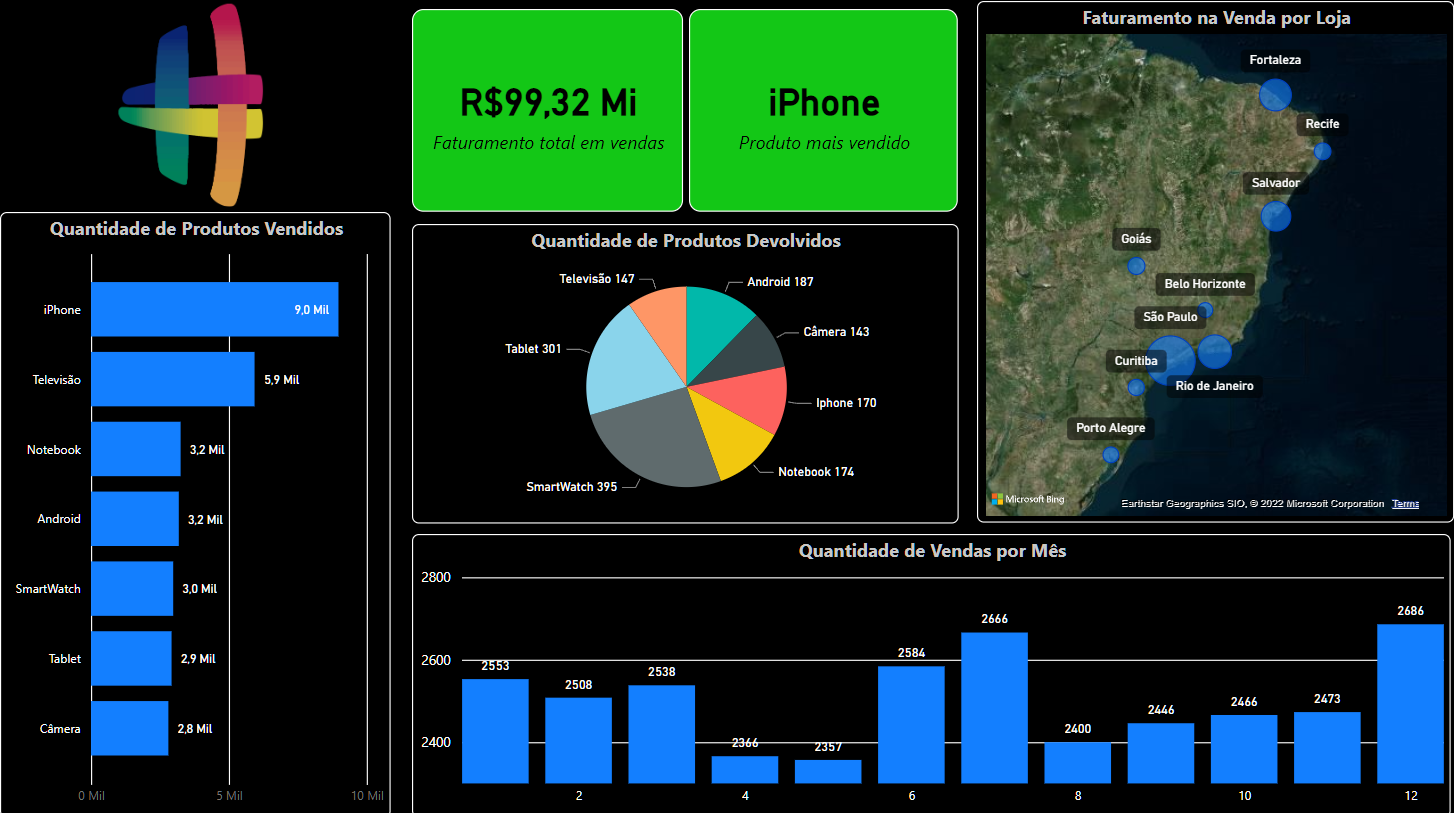 R$99,32 Mi
Faturamento total em vendas
iPhone
Produto mais vendido
Faturamento na Venda por Loja
Fortaleza
Recife
Salvador
Goiás
Belo Horizonte
São Paulo
Curitiba
Rio de Janeiro
Porto Alegre
Microsoft Bing
Earthstar Geographics SIO, © 2022 Microsoft Corporation Terms
Quantidade de Produtos Vendidos
iPhone 9,0 Mil
Televisão 5,9 Mil
Notebook 3,2 Mil
Android 3,2 Mil
SmartWatch 3,0 Mil
Tablet 2,9 Mil
Câmera 2,8 Mil
0 Mil 5 Mil 10 Mil
Quantidade de Produtos Devolvidos
Televisão 147
Android 187
Câmera 143
Tablet 301
Iphone 170
Notebook 174
SmartWatch 395
Quantidade de Vendas por Mês
2800
2600
2400
2553 2508 2538 2366 2357 2584 2666 2400 2446 2466 2473 2686
2 4 6 8 10 12